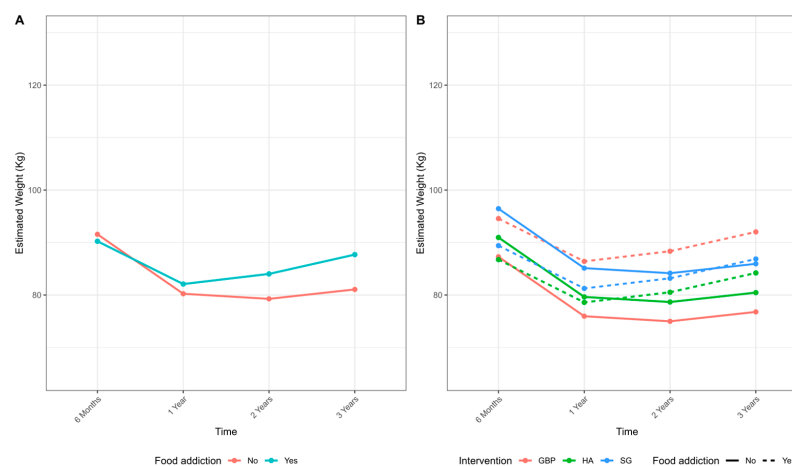 A
B
120
100
80
Estimated Weight (Kg)
6 Months
1 Year
2 Years
3 Years
Time
Food addiction No Yes
120
100
80
Estimated Weight (Kg)
6 Months
1 Year
2 Years
3 Years
Time
Intervention GBP HA SG Food addiction No Ye